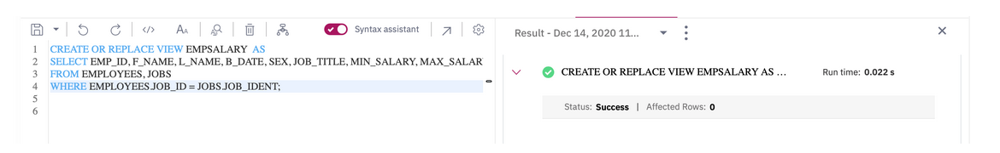 Syntax assistant
1 CREATE OR REPLACE VIEW EMPSALARY AS
2 SELECT EMP_ID, F_NAME, L_NAME, B_DATE, SEX, JOB_TITLE, MIN_SALARY, MAX_SALAR
3 FROM EMPLOYEES, JOBS
4 WHERE EMPLOYEES.JOB_ID = JOBS.JOB_IDENT;
5
6
Result - Dec 14, 2020 11...
CREATE OR REPLACE VIEW EMPSALARY AS ...
Run time: 0.022 s
Status: Success | Affected Rows: 0